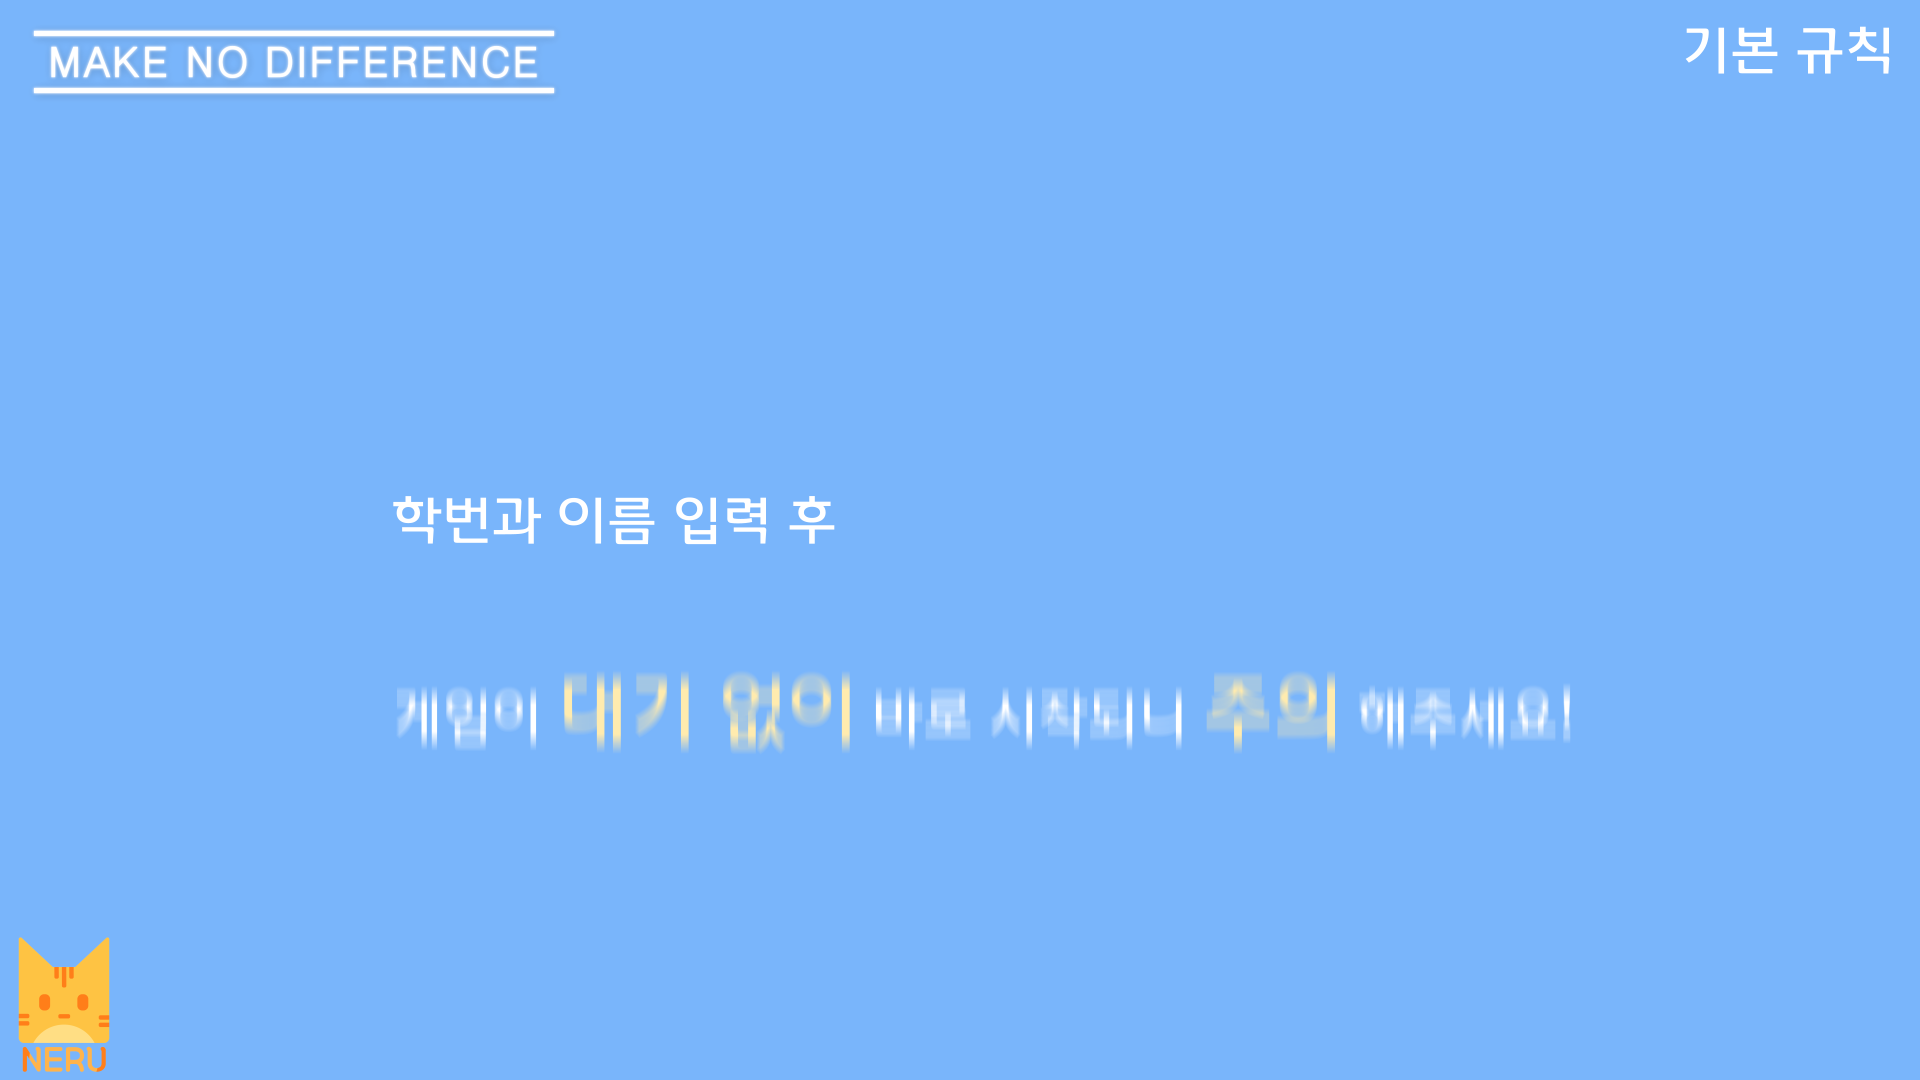 MAKE NO DIFFERENCE
기본 규칙
학번과 이름 입력 후
게임이 대기 없이 바로 시작되니 주의 해주세요!
NERU